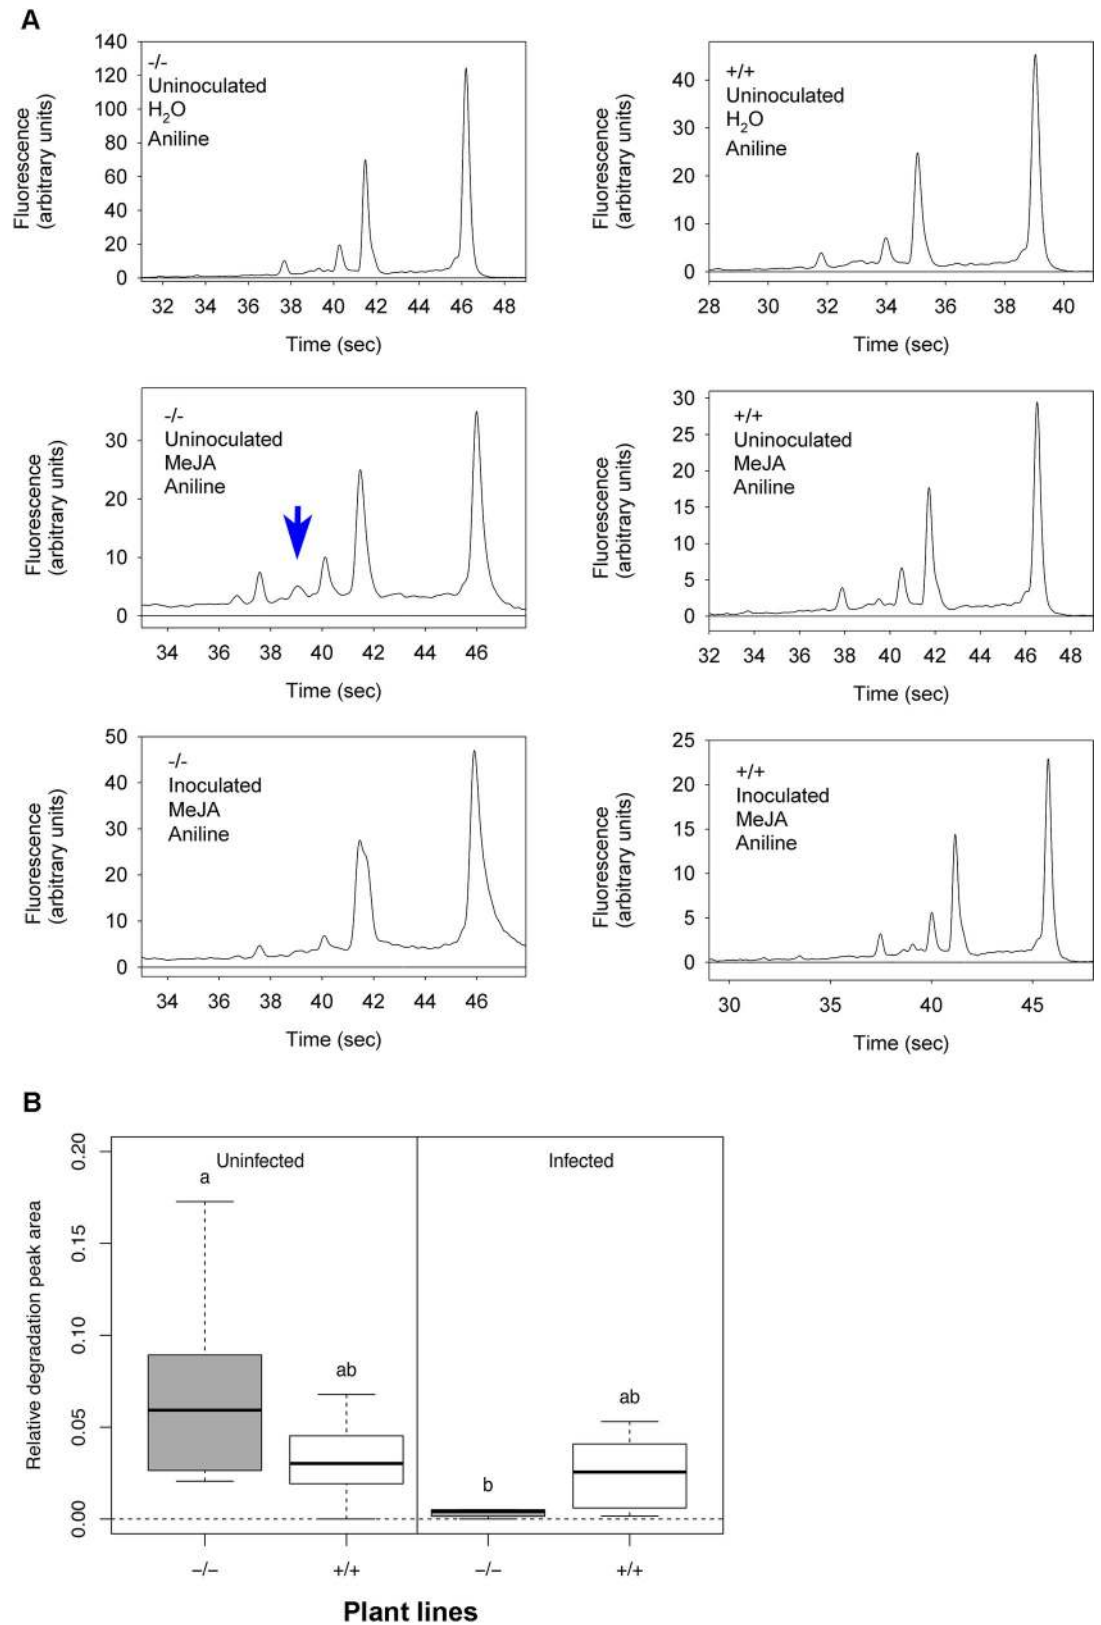 A
Fluorescence
(arbitrary units)
140
120
100
80
60
40
20
0
-/-
Uninoculated
H2O
Aniline
32 34 36 38 40 42 44 46 48
Time (sec)
Fluorescence
(arbitrary units)
40
30
20
10
0
+/+
Uninoculated
H2O
Aniline
28 30 32 34 36 38 40
Time (sec)
Fluorescence
(arbitrary units)
30
20
10
0
-/-
Uninoculated
MeJA
Aniline
34 36 38 40 42 44 46
Time (sec)
Fluorescence
(arbitrary units)
30
25
20
15
10
5
0
+/+
Uninoculated
MeJA
Aniline
32 34 36 38 40 42 44 46 48
Time (sec)
Fluorescence
(arbitrary units)
50
40
30
20
10
0
-/-
Inoculated
MeJA
Aniline
34 36 38 40 42 44 46
Time (sec)
Fluorescence
(arbitrary units)
25
20
15
10
5
0
+/+
Inoculated
MeJA
Aniline
30 35 40 45
Time (sec)
B
Relative degradation peak area
0.20
0.15
0.10
0.05
0.00
Uninfected
Infected
a
ab
b
ab
−/− +/+ −/− +/+
Plant lines